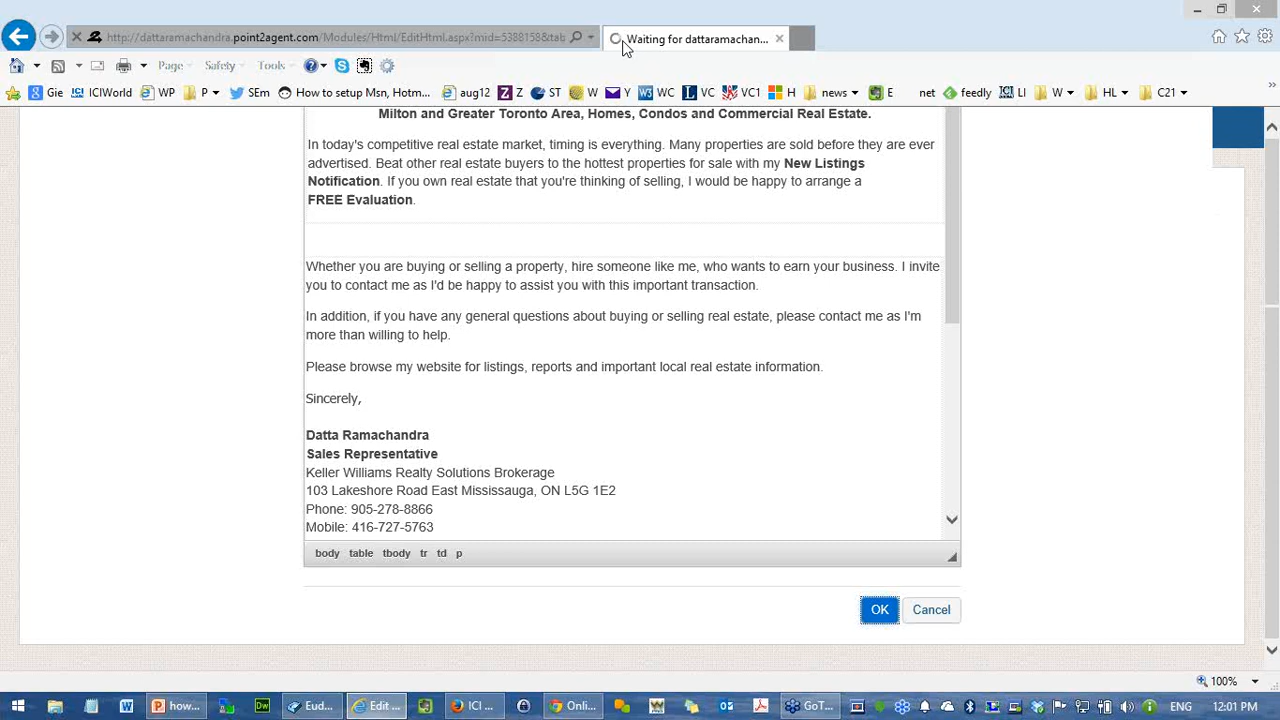 http://dattaramachandra.point2agent.com/Modules/Html/EditHtml.aspx?mid=5388158&tab
Waiting for dattaramachan...
Page Safety Tools
Gie ICIWorld WP P SEm How to setup Msn, Hotm... aug12 Z ST W Y WC VC VC1 H news E net feedly LI W HL C21
Milton and Greater Toronto Area, Homes, Condos and Commercial Real Estate.
In today's competitive real estate market, timing is everything. Many properties are sold before they are ever
advertised. Beat other real estate buyers to the hottest properties for sale with my New Listings
Notification. If you own real estate that you're thinking of selling, I would be happy to arrange a
FREE Evaluation.
Whether you are buying or selling a property, hire someone like me, who wants to earn your business. I invite
you to contact me as I'd be happy to assist you with this important transaction.
In addition, if you have any general questions about buying or selling real estate, please contact me as I'm
more than willing to help.
Please browse my website for listings, reports and important local real estate information.
Sincerely,
Datta Ramachandra
Sales Representative
Keller Williams Realty Solutions Brokerage
103 Lakeshore Road East Mississauga, ON L5G 1E2
Phone: 905-278-8866
Mobile: 416-727-5763
body table tbody tr td p
OK Cancel
100%
how... Eud... Edit ... ICI ... Onli... GoT... ENG 12:01 PM